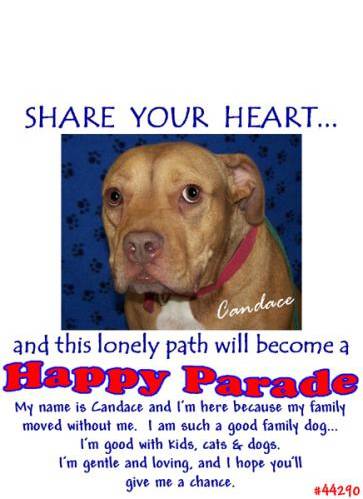 SHARE YOUR HEART...
Candace
and this lonely path will become a
Happy Parade
My name is Candace and I'm here because my family
moved without me. I am such a good family dog...
I'm good with kids, cats & dogs.
I'm gentle and loving, and I hope you'll
give me a chance.
#44290